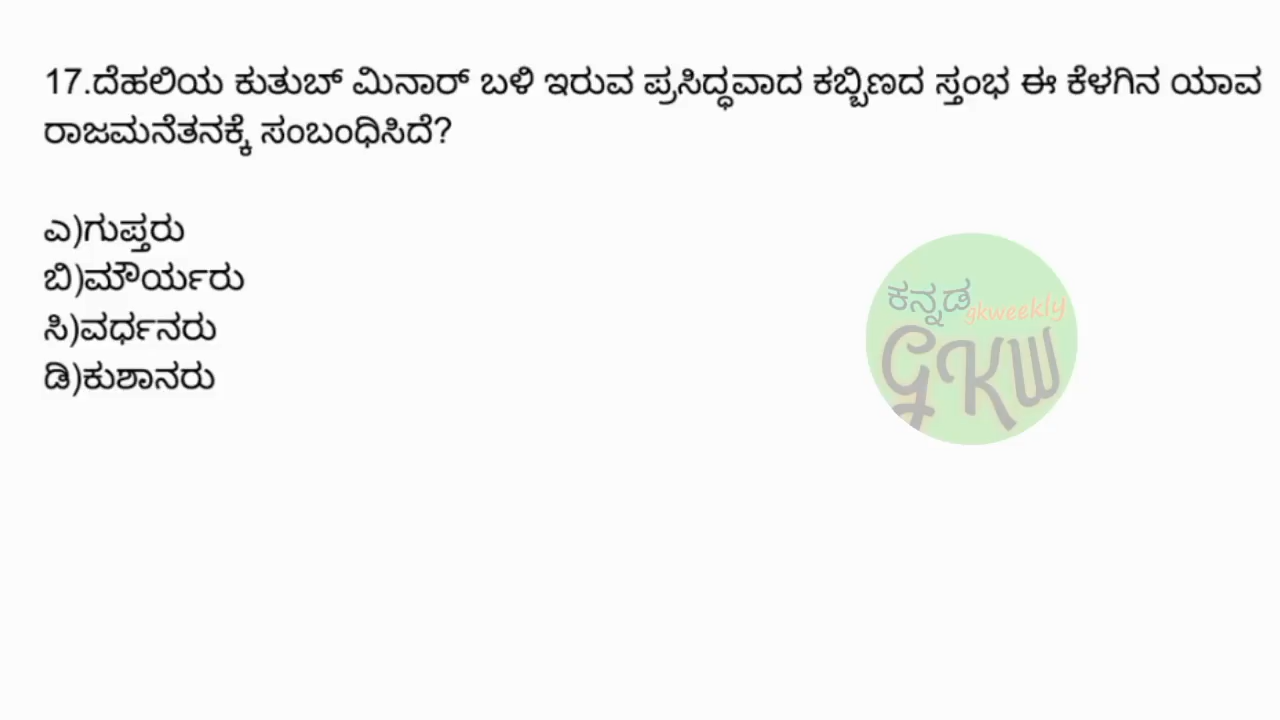 17.ದೆಹಲಿಯ ಕುತುಬ್ ಮಿನಾರ್ ಬಳಿ ಇರುವ ಪ್ರಸಿದ್ಧವಾದ ಕಬ್ಬಿಣದ ಸ್ತಂಭ ಈ ಕೆಳಗಿನ ಯಾವ
ರಾಜಮನೆತನಕ್ಕೆ ಸಂಬಂಧಿಸಿದೆ?
ಎ)ಗುಪ್ತರು
ಬಿ)ಮೌರ್ಯರು
ಸಿ)ವರ್ಧನರು
ಡಿ)ಕುಶಾನರು
ಕನ್ನಡ gkweekly
GKW